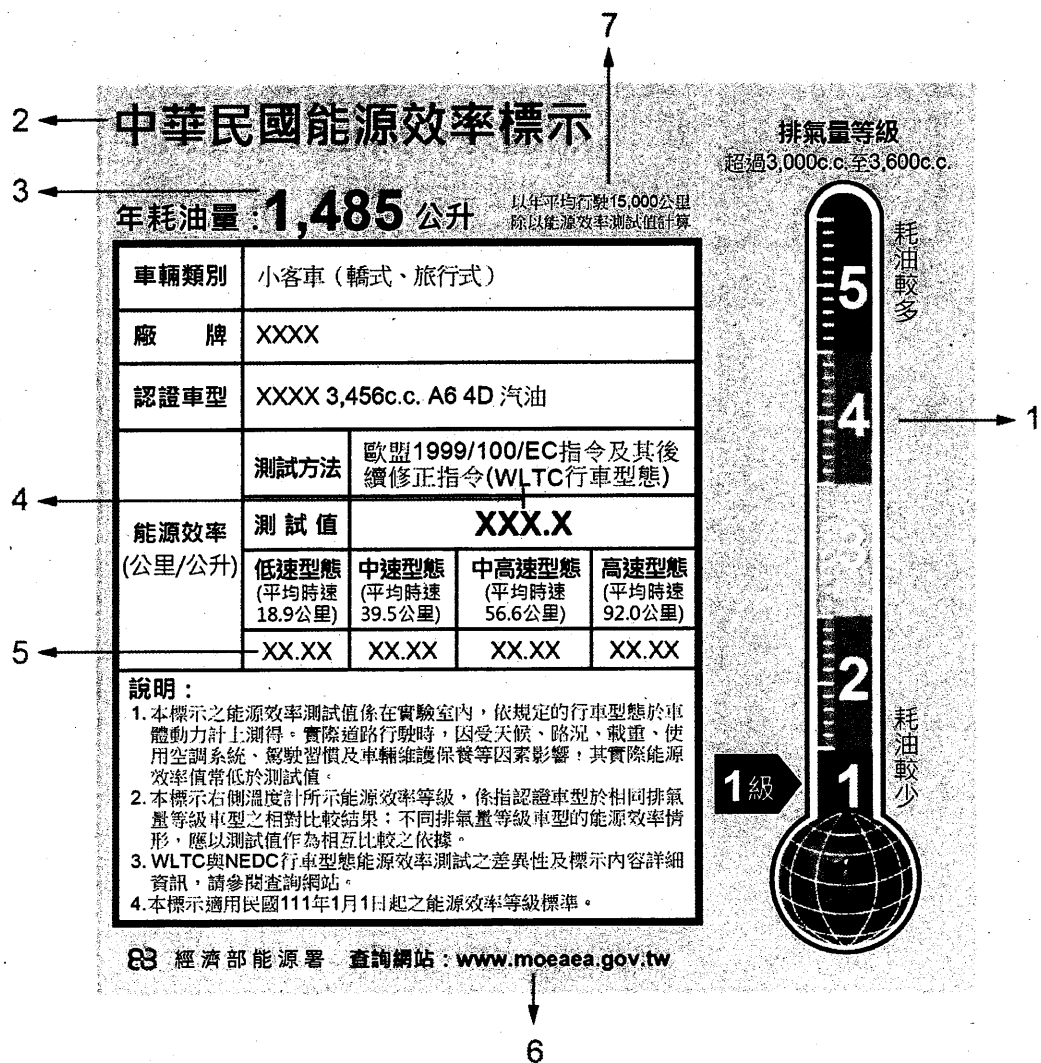 7
2
中華民國能源效率標示
3
年耗油量：1,485 公升
以年平均行駛15,000公里
除以能源效率測試值計算
車輛類別
小客車（轎式、旅行式）
廠 牌
XXXX
認證車型
XXXX 3,456c.c. A6 4D 汽油
能源效率
(公里/公升)
測試方法
歐盟1999/100/EC指令及其後
續修正指令(WLTC行車型態)
4
測 試 值
XXX.X
低速型態
(平均時速
18.9公里)
中速型態
(平均時速
39.5公里)
中高速型態
(平均時速
56.6公里)
高速型態
(平均時速
92.0公里)
5
XX.XX XX.XX XX.XX XX.XX
說明：
1. 本標示之能源效率測試值係在實驗室內，依規定的行車型態於車
體動力計上測得。實際道路行駛時，因受天候、路況、載重、使
用空調系統、駕駛習慣及車輛維護保養等因素影響，其實際能源
效率值常低於測試值。
2. 本標示右側溫度計所示能源效率等級，係指認證車型於相同排氣
量等級車型之相對比較結果；不同排氣量等級車型的能源效率情
形，應以測試值作為相互比較之依據。
3. WLTC與NEDC行車型態能源效率測試之差異性及標示內容詳細
資訊，請參閱查詢網站。
4.本標示適用民國111年1月1日起之能源效率等級標準。
經濟部能源署 查詢網站：www.moeaea.gov.tw
6
排氣量等級
超過3,000c.c.至3,600c.c.
耗油較多
5
4
1
3
2
耗油較少
1級
1